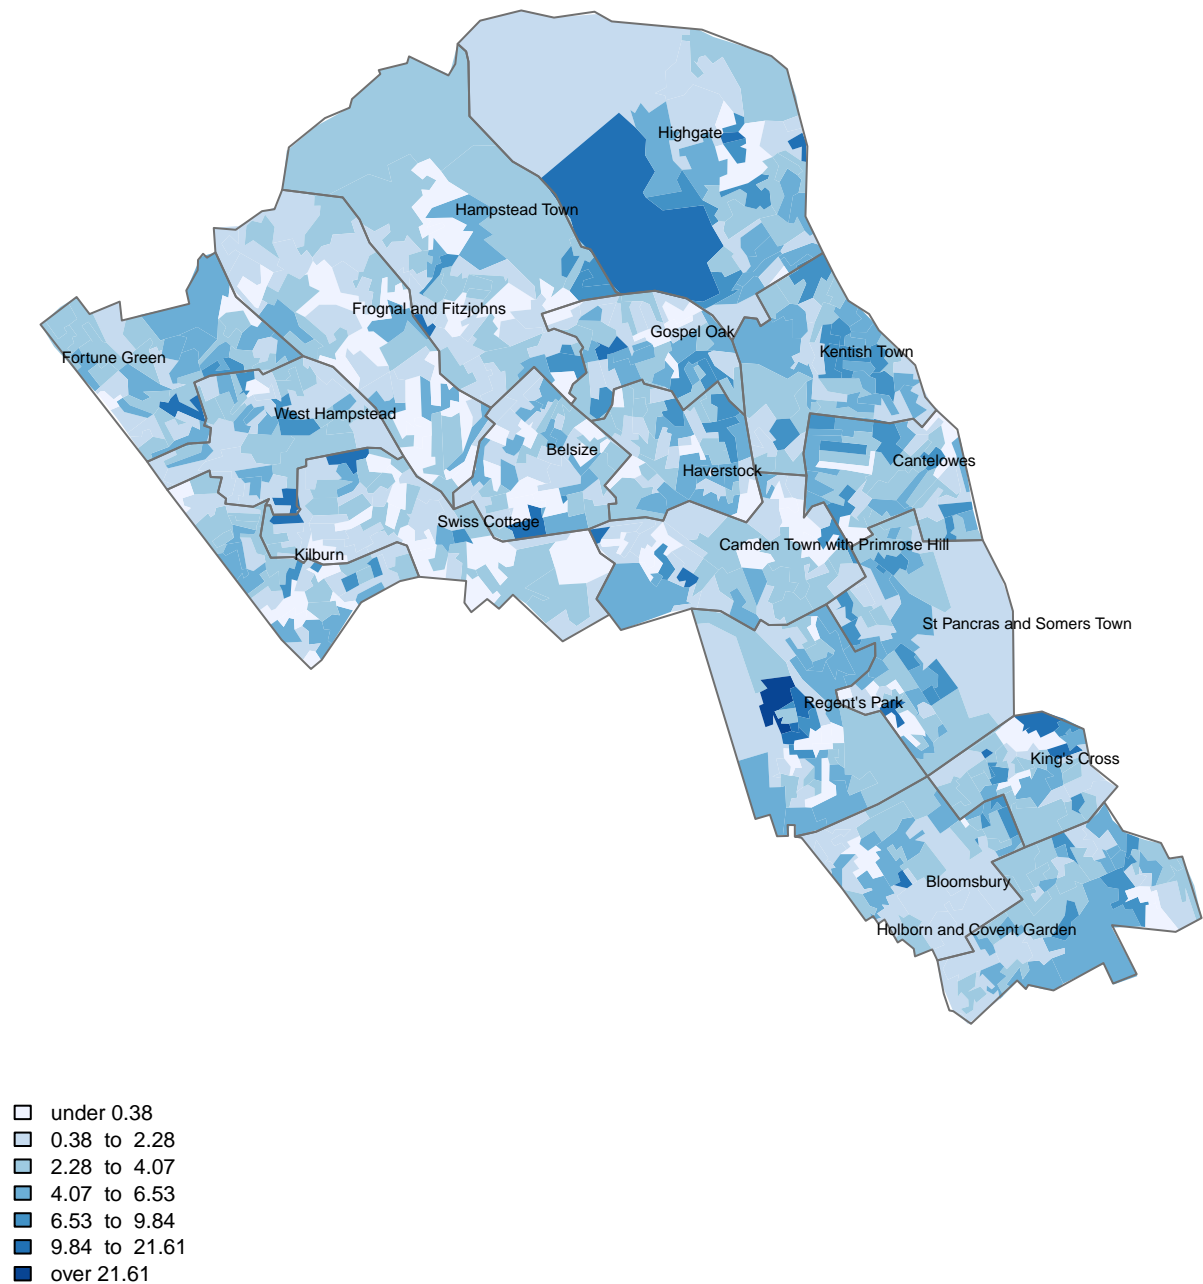 Highgate
Hampstead Town
Frognal and Fitzjohns
Gospel Oak
Fortune Green
Kentish Town
West Hampstead
Belsize
Cantelowes
Haverstock
Swiss Cottage
Camden Town with Primrose Hill
Kilburn
St Pancras and Somers Town
Regent's Park
King's Cross
Bloomsbury
Holborn and Covent Garden
under 0.38
0.38 to 2.28
2.28 to 4.07
4.07 to 6.53
6.53 to 9.84
9.84 to 21.61
over 21.61